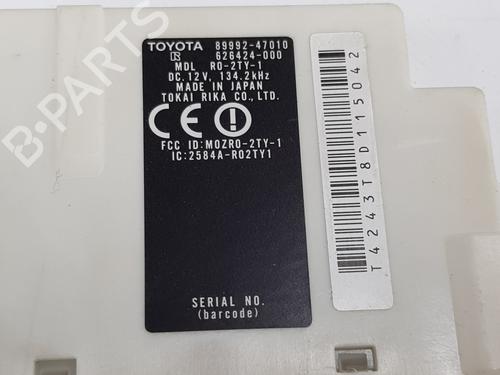 TOYOTA 89992-47010
R 626424-000
MDL RO-2TY-1
DC.12V, 134.2kHz
MADE IN JAPAN
TOKAI RIKA CO., LTD.
CE
FCC ID:MOZRO-2TY-1
IC:2584A-RO2TY1
SERIAL NO.
(barcode)
T4243T8D115042
B-PARTS